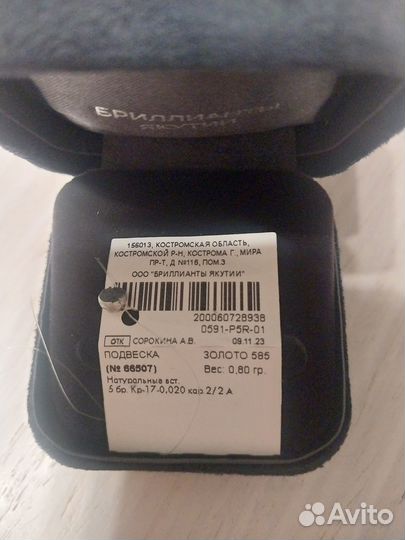 БРИЛЛИАНТЫ
ЯКУТИИ
156013, КОСТРОМСКАЯ ОБЛАСТЬ,
КОСТРОМСКОЙ Р-Н, КОСТРОМА Г., МИРА
ПР-Т, Д №116, ПОМ.3
ООО "БРИЛЛИАНТЫ ЯКУТИИ"
200060728938
0591-P5R-01
ОТК СОРОКИНА А.В. 09.11.23
ПОДВЕСКА ЗОЛОТО 585
(№ 66507) Вес: 0,80 гр.
Натуральные вст.
5 бр. Кр-17-0,020 кар.2/2 А
Avito